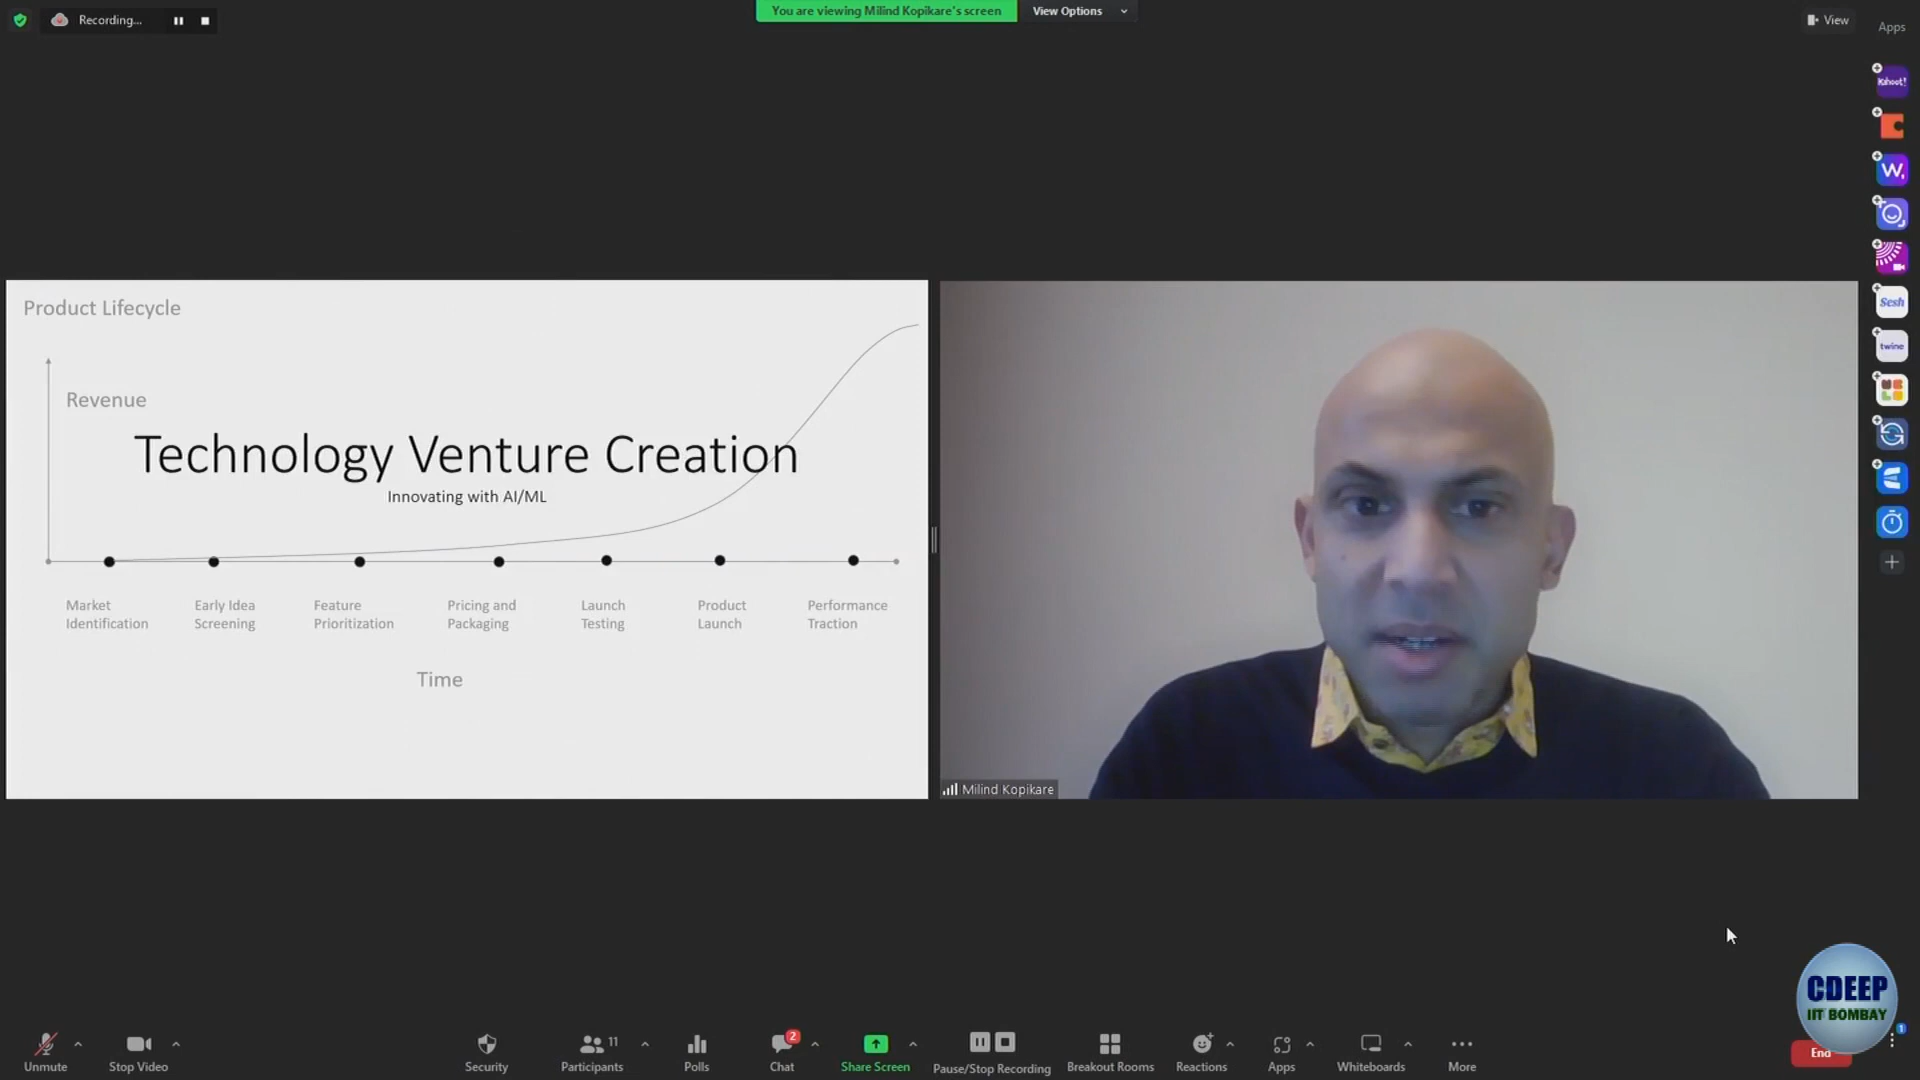 Recording...
You are viewing Milind Kopikare's screen
View Options
View
Apps
Kahoot!
W,
Sesh
twine
Product Lifecycle
Revenue
Technology Venture Creation
Innovating with AI/ML
Market
Identification
Early Idea
Screening
Feature
Prioritization
Pricing and
Packaging
Launch
Testing
Product
Launch
Performance
Traction
Time
Milind Kopikare
CDEEP
IIT BOMBAY
Unmute
Stop Video
Security
Participants
11
Polls
Chat
2
Share Screen
Pause/Stop Recording
Breakout Rooms
Reactions
Apps
Whiteboards
More
End
1